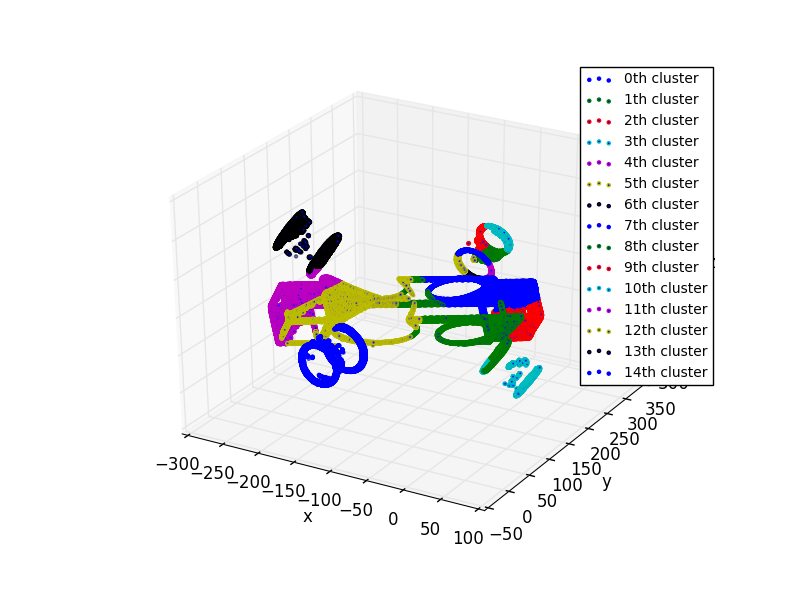 0th cluster
1th cluster
2th cluster
3th cluster
4th cluster
5th cluster
6th cluster
7th cluster
8th cluster
9th cluster
10th cluster
11th cluster
12th cluster
13th cluster
14th cluster
350
300
250
200
150
100
50
0
−50
y
−300
−250
−200
−150
−100
−50
0
50
100
x